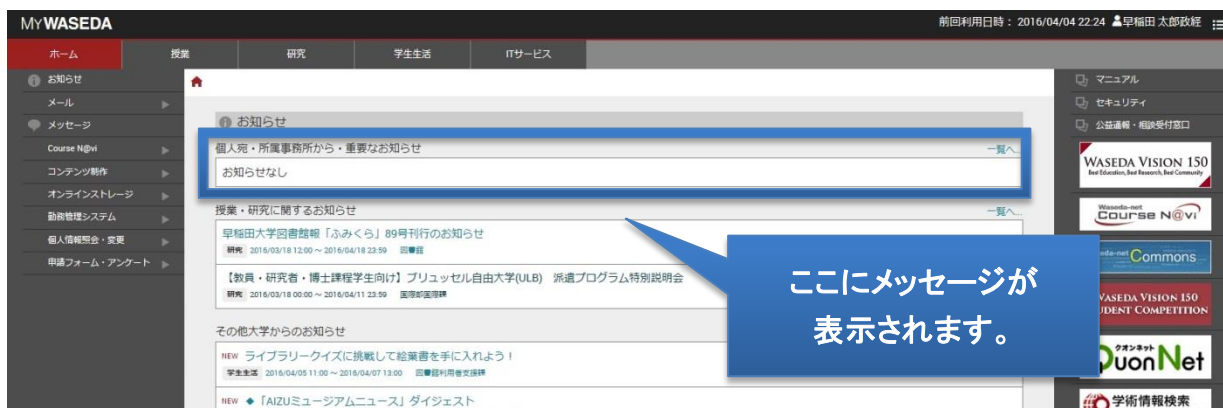 MYWASEDA
前回利用日時： 2016/04/04 22:24 早稲田 太郎政経
ホーム 授業 研究 学生生活 ITサービス
お知らせ
メール
メッセージ
Course N@vi
コンテンツ制作
オンラインストレージ
勤務管理システム
個人情報照会・変更
申請フォーム・アンケート
お知らせ
個人宛・所属事務所から・重要なお知らせ 一覧へ...
お知らせなし
授業・研究に関するお知らせ 一覧へ...
早稲田大学図書館報「ふみくら」89号刊行のお知らせ
研究 2016/03/18 12:00 ～ 2016/04/18 23:59 図書館
【教員・研究者・博士課程学生向け】ブリュッセル自由大学(ULB) 派遣プログラム特別説明会
研究 2016/03/18 00:00 ～ 2016/04/11 23:59 国際部国際課
その他大学からのお知らせ
NEW ライブラリークイズに挑戦して絵葉書を手に入れよう！
学生生活 2016/04/05 11:00 ～ 2016/04/07 13:00 図書館利用者支援課
NEW ◆「AIZUミュージアムニュース」ダイジェスト
ここにメッセージが
表示されます。
マニュアル
セキュリティ
公益通報・相談受付窓口
WASEDA VISION 150
Best Education, Best Research, Best Community
Waseda-net
Course N@vi
eda-net Commons
WASEDA VISION 150
UDENT COMPETITION
クオンネット
QuonNet
学術情報検索